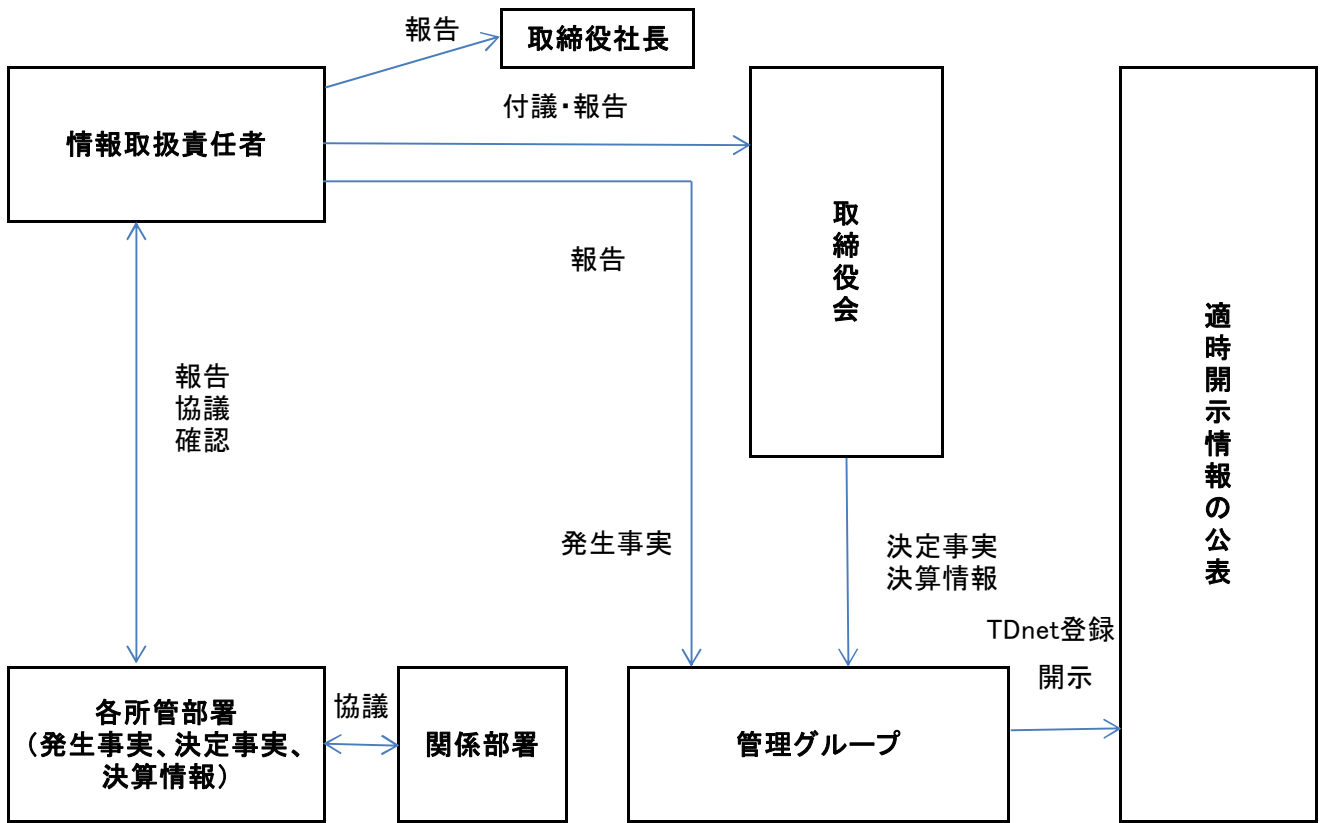 報告
取締役社長
情報取扱責任者
付議・報告
報告
取締役会
適時開示情報の公表
報告
協議
確認
発生事実
決定事実
決算情報
TDnet登録
開示
各所管部署
（発生事実、決定事実、
決算情報）
協議
関係部署
管理グループ